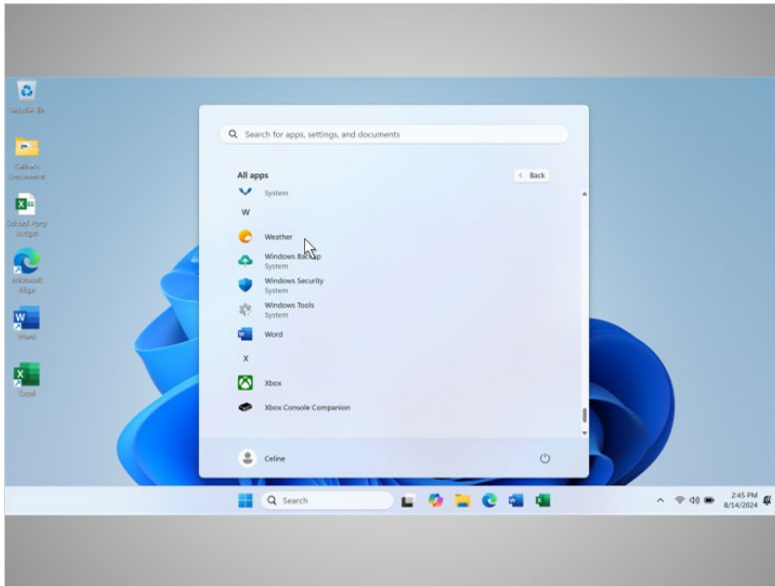 Recycle Bin
Celine's
Documents
School Party
Budget
Microsoft
Edge
Word
Excel
Search for apps, settings, and documents
All apps
Back
System
W
Weather
Windows Backup
System
Windows Security
System
Windows Tools
System
Word
X
Xbox
Xbox Console Companion
Celine
Search
2:45 PM
8/14/2024